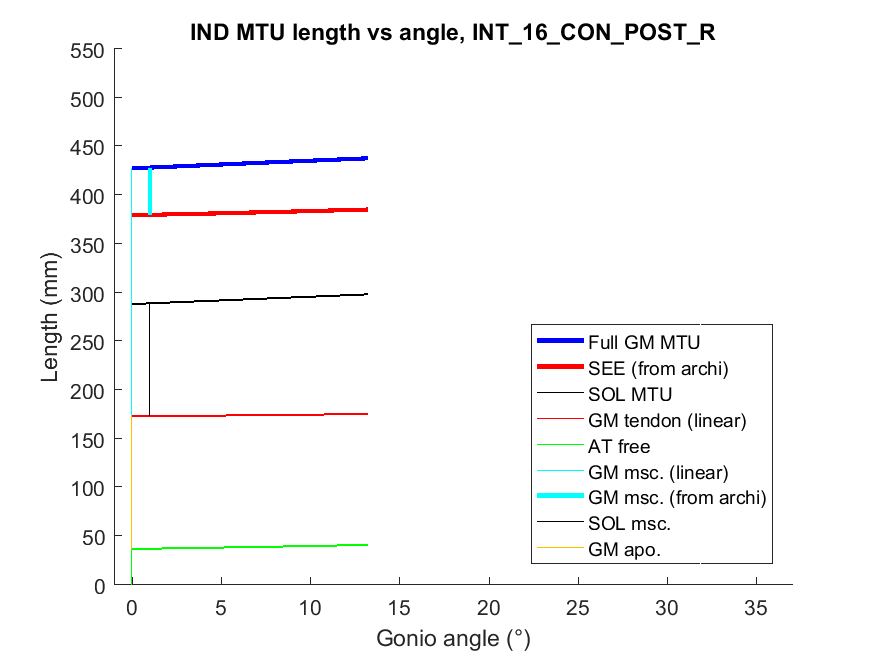 IND MTU length vs angle, INT_16_CON_POST_R
Length (mm)
550
500
450
400
350
300
250
200
150
100
50
0
0 5 10 15 20 25 30 35
Gonio angle (°)
Full GM MTU
SEE (from archi)
SOL MTU
GM tendon (linear)
AT free
GM msc. (linear)
GM msc. (from archi)
SOL msc.
GM apo.